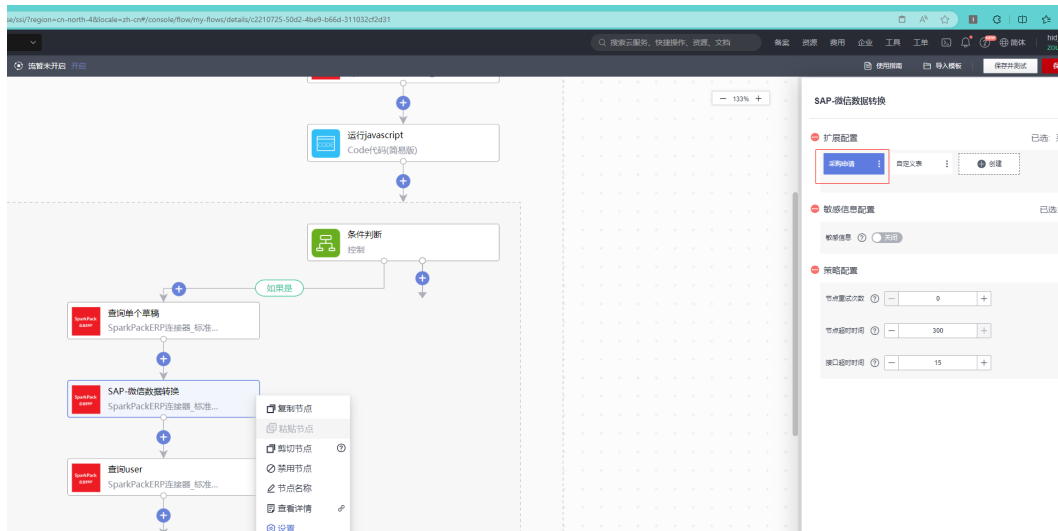 se/ssi/?region=cn-north-4&locale=zh-cn#/console/flow/my-flows/details/c2210725-50d2-4be9-b66d-311032cf2d31
搜索云服务、快捷操作、资源、文档 备案 资源 费用 企业 工具 工单 简体 hid_
zou
流暂未开启 开启 使用指南 导入模板 保存并测试
133%
运行javascript
Code代码(简易版)
条件判断
控制
如果是
查询单个草稿
SparkPackERP连接器_标准...
SAP-微信数据转换
SparkPackERP连接器_标准...
查询user
SparkPackERP连接器_标准...
复制节点
粘贴节点
剪切节点
禁用节点
节点名称
查看详情
设置
SAP-微信数据转换
扩展配置 已选:
采购申请 自定义表 创建
敏感信息配置 已选
敏感信息 关闭
策略配置
节点重试次数 0
节点超时时间 300
接口超时时间 15